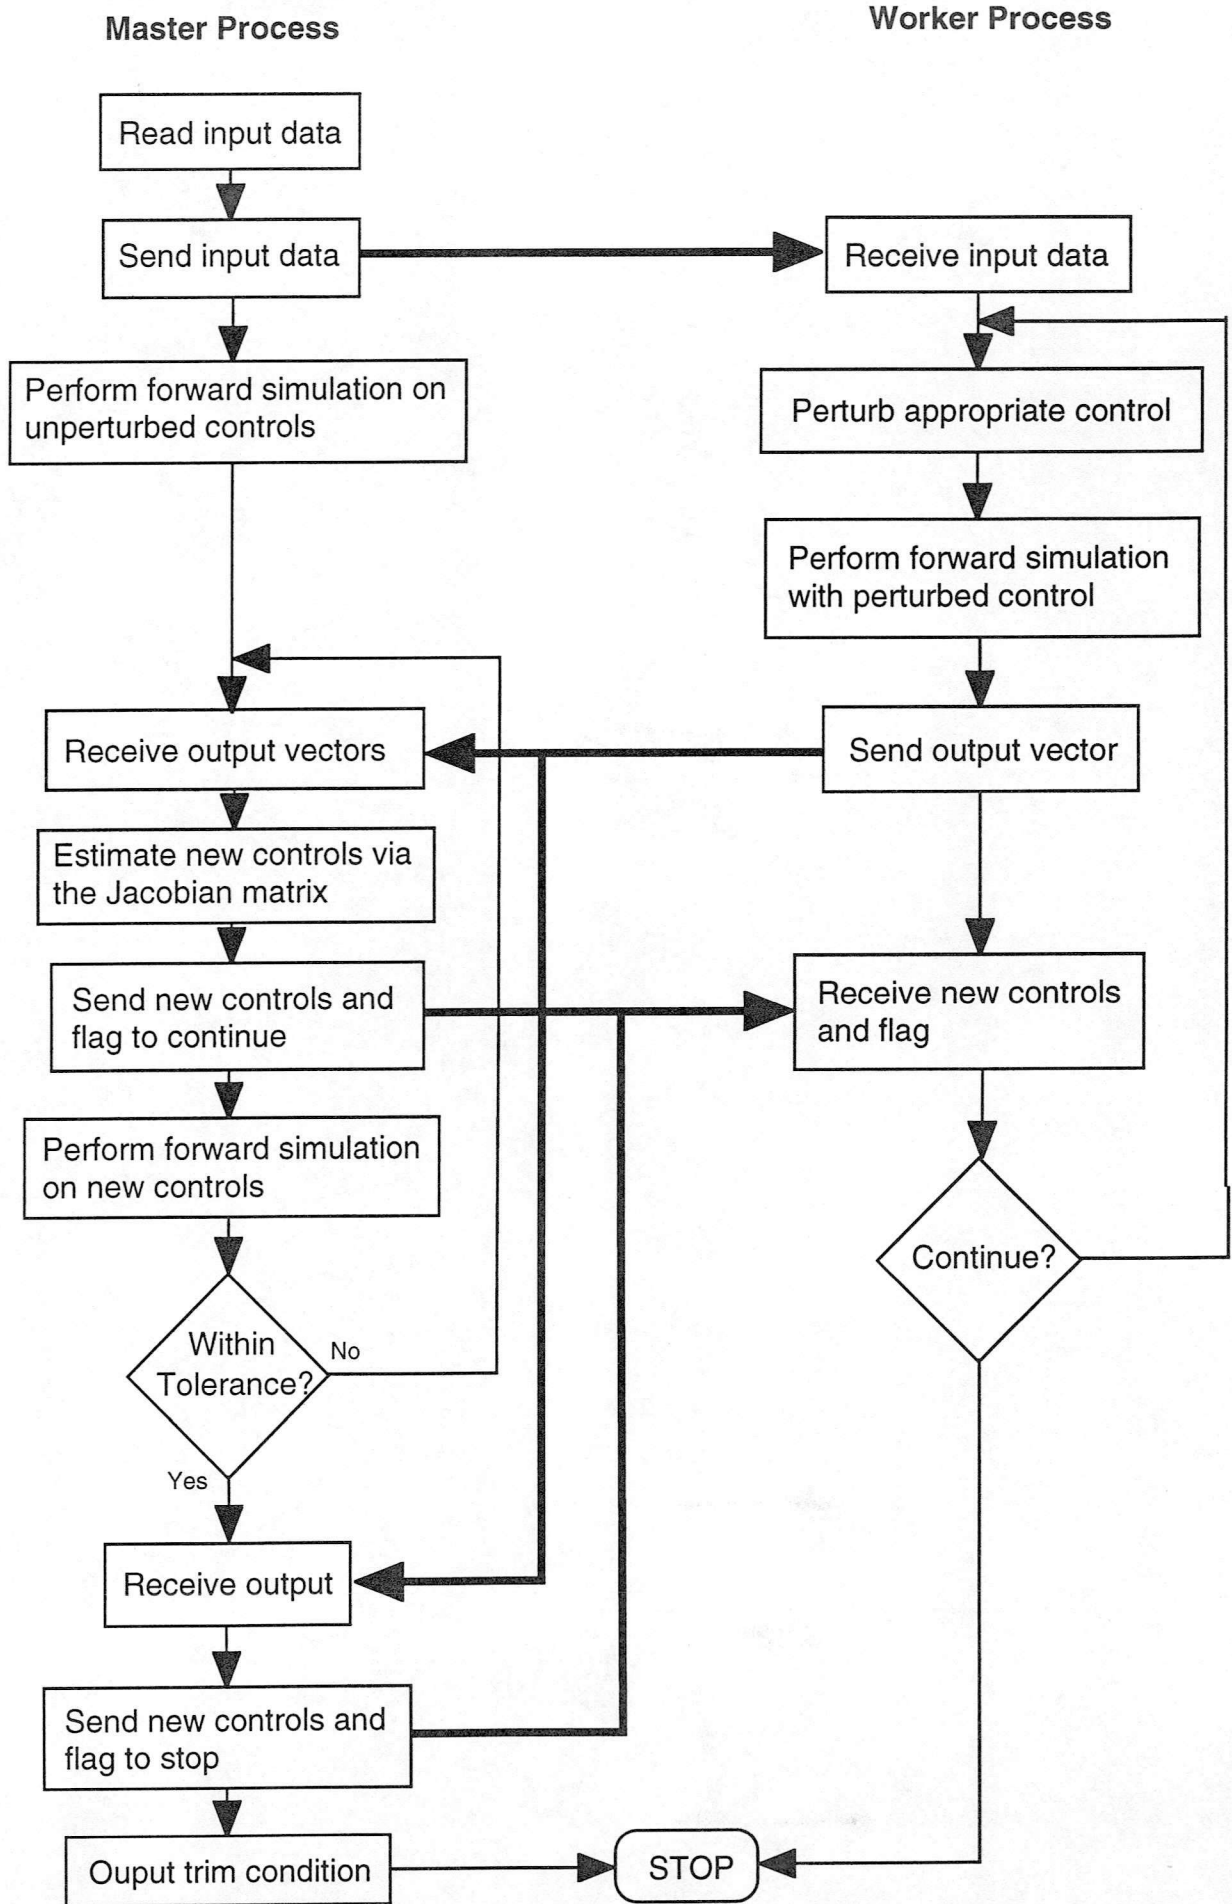 Master Process
Worker Process
Read input data
Send input data
Receive input data
Perform forward simulation on
unperturbed controls
Perturb appropriate control
Perform forward simulation
with perturbed control
Receive output vectors
Send output vector
Estimate new controls via
the Jacobian matrix
Send new controls and
flag to continue
Receive new controls
and flag
Perform forward simulation
on new controls
Continue?
Within
Tolerance?
No
Yes
Receive output
Send new controls and
flag to stop
Ouput trim condition
STOP